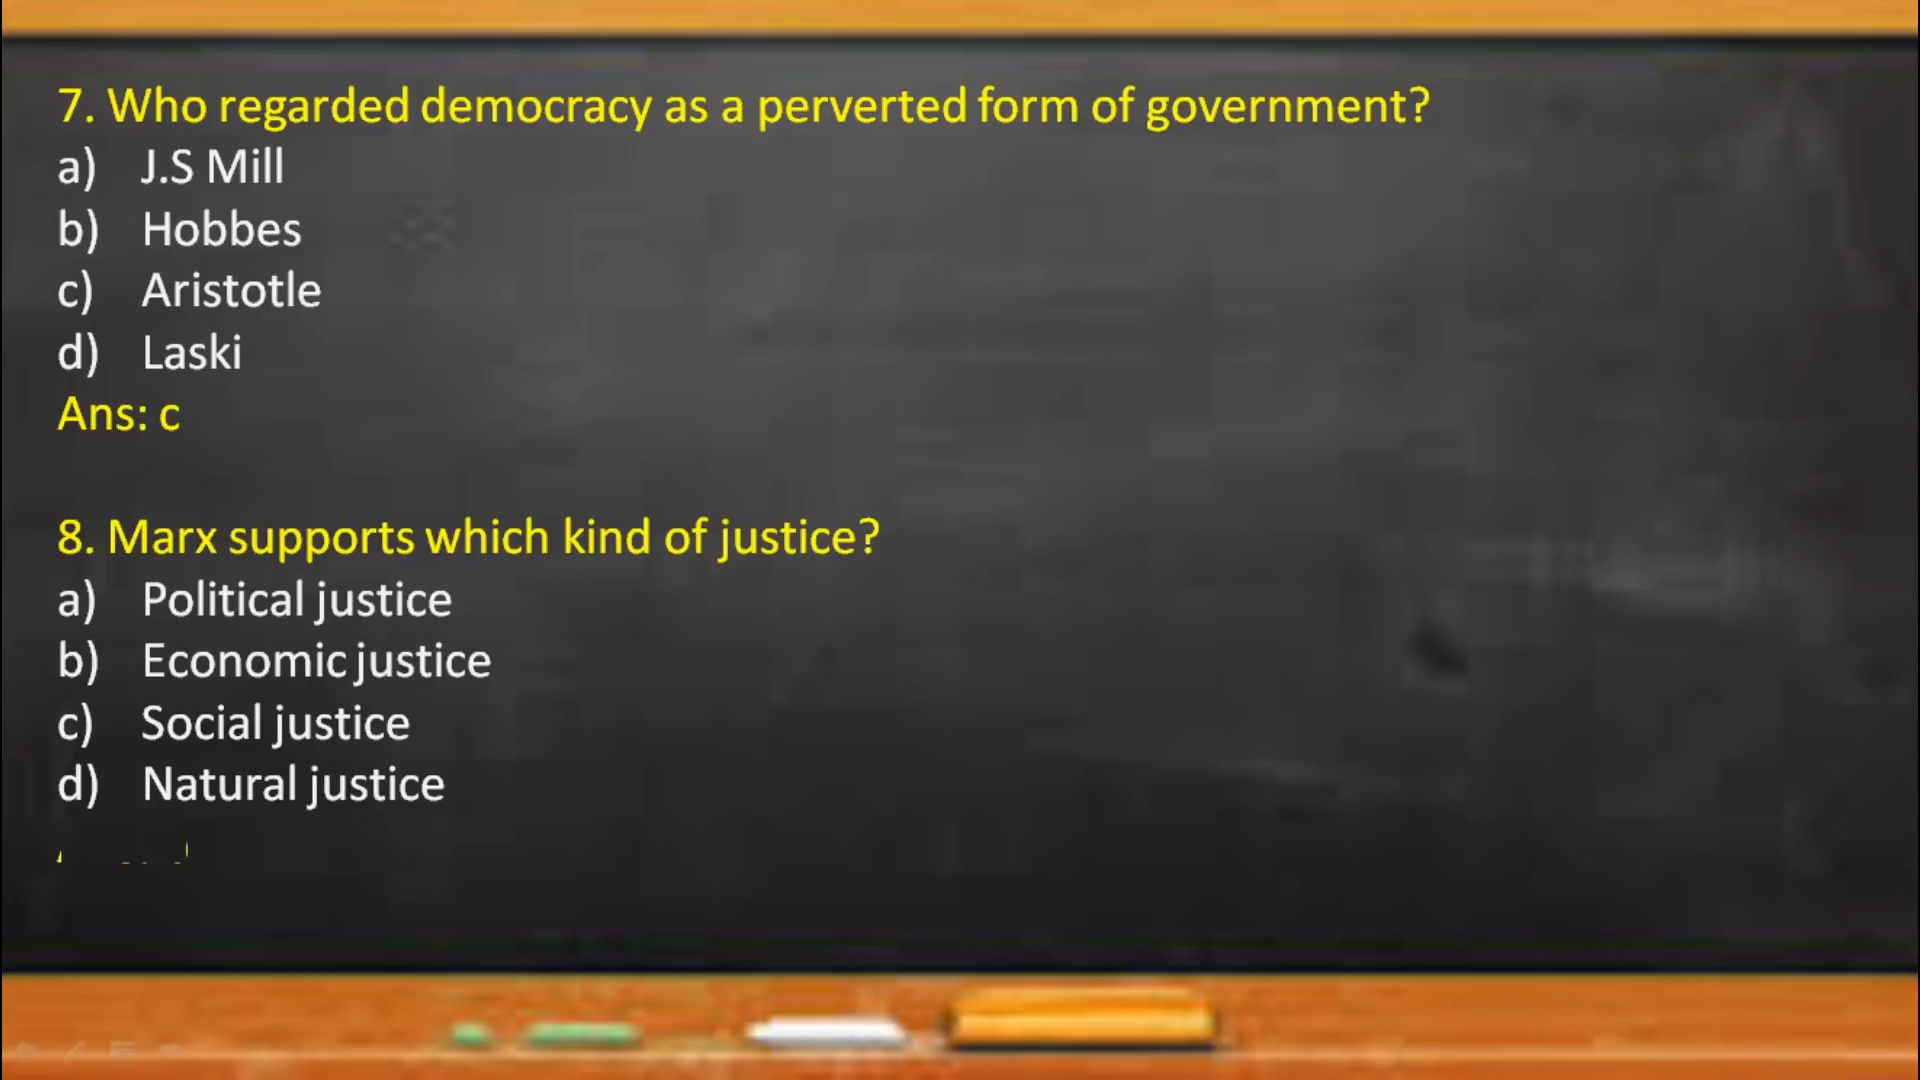 7. Who regarded democracy as a perverted form of government?
a) J.S Mill
b) Hobbes
c) Aristotle
d) Laski
Ans: c
8. Marx supports which kind of justice?
a) Political justice
b) Economic justice
c) Social justice
d) Natural justice